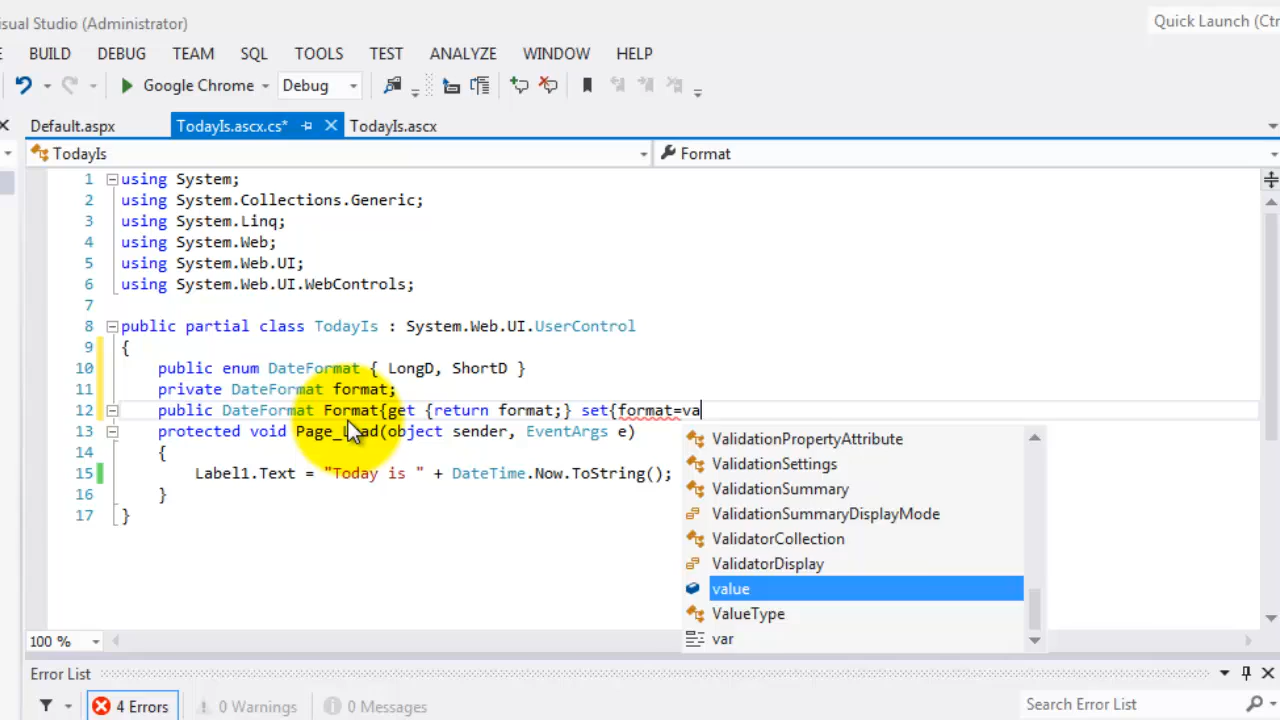 isual Studio (Administrator)
Quick Launch (Ctr
E BUILD DEBUG TEAM SQL TOOLS TEST ANALYZE WINDOW HELP
Google Chrome Debug
Default.aspx TodayIs.ascx.cs* TodayIs.ascx
TodayIs Format
1 using System;
2 using System.Collections.Generic;
3 using System.Linq;
4 using System.Web;
5 using System.Web.UI;
6 using System.Web.UI.WebControls;
7
8 public partial class TodayIs : System.Web.UI.UserControl
9 {
10 public enum DateFormat { LongD, ShortD }
11 private DateFormat format;
12 public DateFormat Format{get {return format;} set{format=va
13 protected void Page_Load(object sender, EventArgs e)
14 {
15 Label1.Text = "Today is " + DateTime.Now.ToString();
16 }
17 }
ValidationPropertyAttribute
ValidationSettings
ValidationSummary
ValidationSummaryDisplayMode
ValidatorCollection
ValidatorDisplay
value
ValueType
var
100 %
Error List
4 Errors 0 Warnings 0 Messages Search Error List